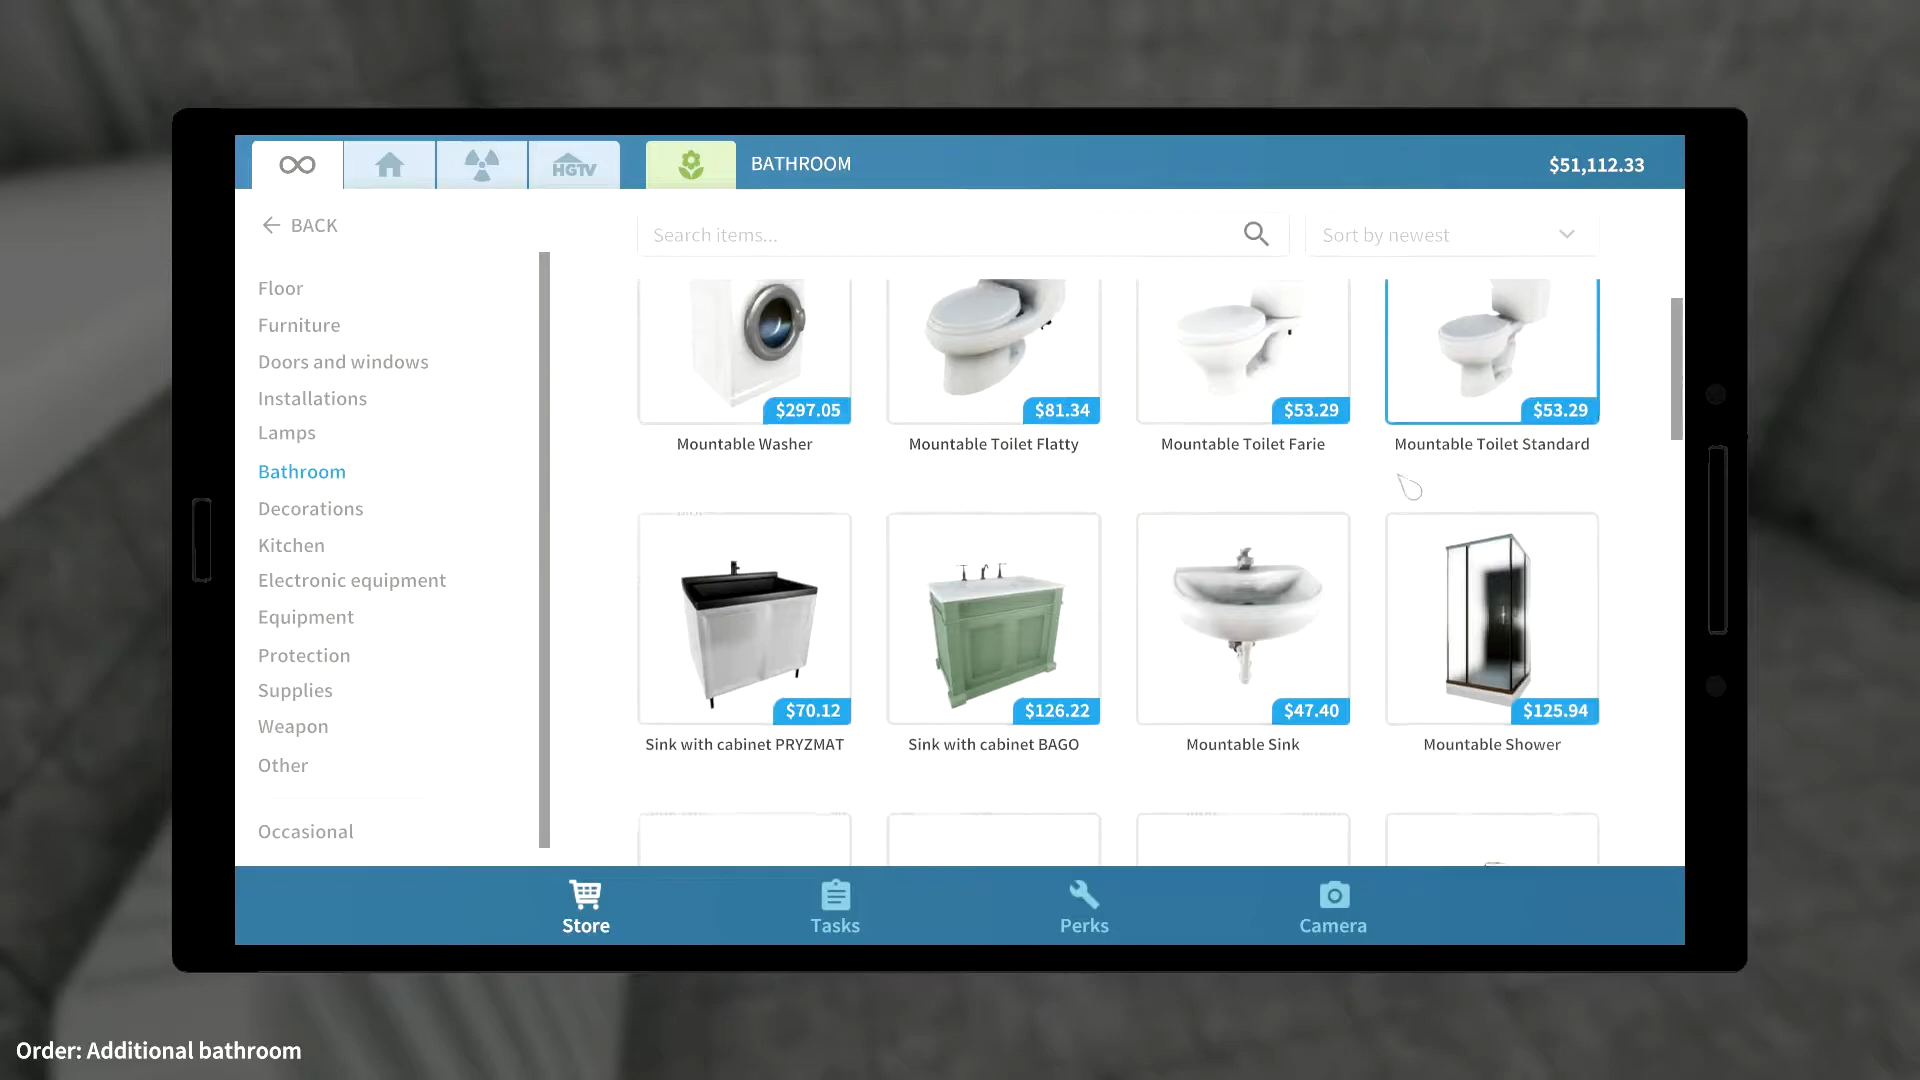 HGTV
BATHROOM
$51,112.33
BACK
Search items...
Sort by newest
Floor
Furniture
Doors and windows
Installations
Lamps
Bathroom
Decorations
Kitchen
Electronic equipment
Equipment
Protection
Supplies
Weapon
Other
Occasional
$297.05
$81.34
$53.29
$53.29
Mountable Washer
Mountable Toilet Flatty
Mountable Toilet Farie
Mountable Toilet Standard
$70.12
$126.22
$47.40
$125.94
Sink with cabinet PRYZMAT
Sink with cabinet BAGO
Mountable Sink
Mountable Shower
Store
Tasks
Perks
Camera
Order: Additional bathroom